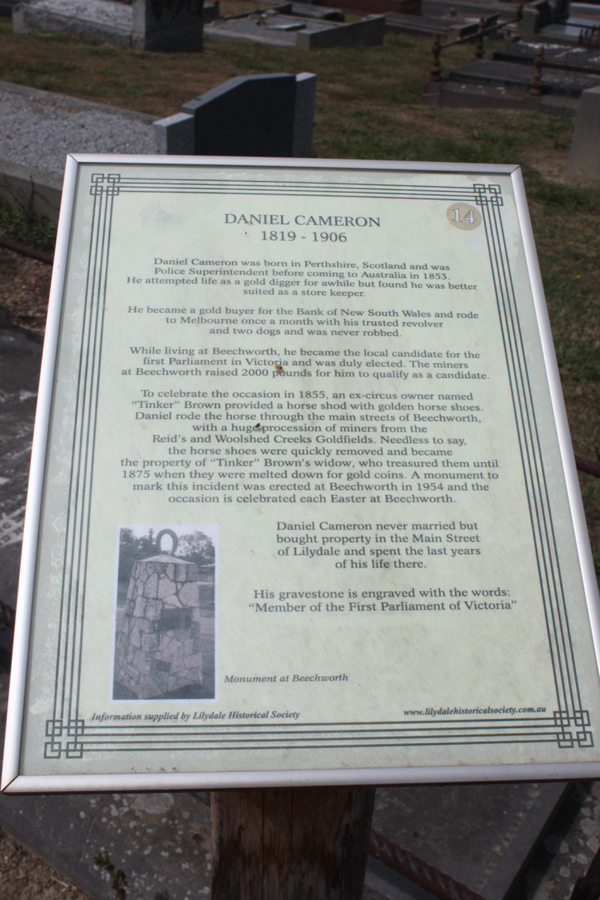 14
DANIEL CAMERON
1819 - 1906
Daniel Cameron was born in Perthshire, Scotland and was
Police Superintendent before coming to Australia in 1853.
He attempted life as a gold digger for awhile but found he was better
suited as a store keeper.
He became a gold buyer for the Bank of New South Wales and rode
to Melbourne once a month with his trusted revolver
and two dogs and was never robbed.
While living at Beechworth, he became the local candidate for the
first Parliament in Victoria and was duly elected. The miners
at Beechworth raised 2000 pounds for him to qualify as a candidate.
To celebrate the occasion in 1855, an ex-circus owner named
"Tinker" Brown provided a horse shod with golden horse shoes.
Daniel rode the horse through the main streets of Beechworth,
with a huge procession of miners from the
Reid's and Woolshed Creeks Goldfields. Needless to say,
the horse shoes were quickly removed and became
the property of "Tinker" Brown's widow, who treasured them until
1875 when they were melted down for gold coins. A monument to
mark this incident was erected at Beechworth in 1954 and the
occasion is celebrated each Easter at Beechworth.
Daniel Cameron never married but
bought property in the Main Street
of Lilydale and spent the last years
of his life there.
His gravestone is engraved with the words:
"Member of the First Parliament of Victoria"
Monument at Beechworth
Information supplied by Lilydale Historical Society
www.lilydalehistoricalsociety.com.au